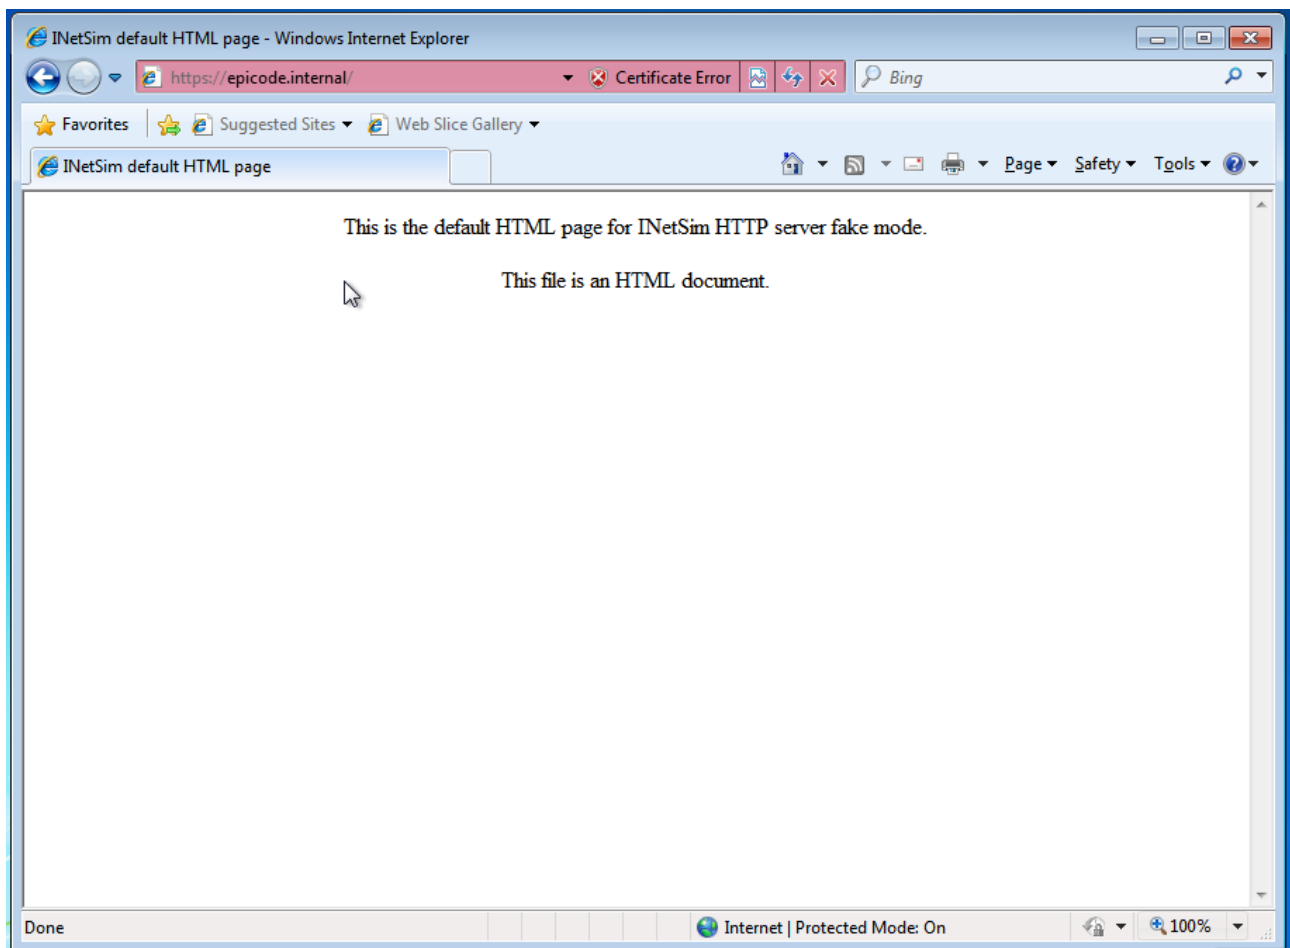 INetSim default HTML page - Windows Internet Explorer
https://epicode.internal/ Certificate Error Bing
Favorites Suggested Sites Web Slice Gallery
INetSim default HTML page Page Safety Tools
This is the default HTML page for INetSim HTTP server fake mode.
This file is an HTML document.
Done Internet | Protected Mode: On 100%